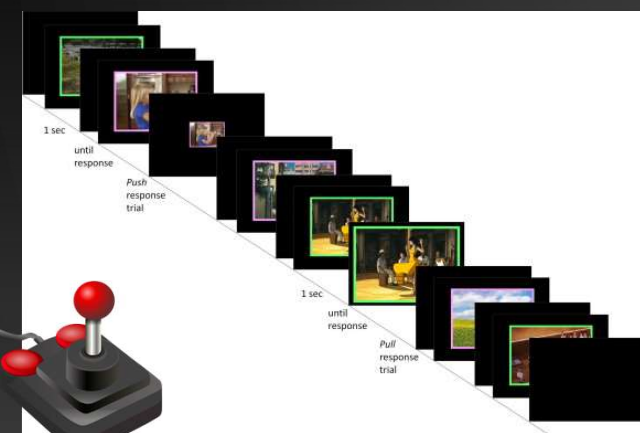 1 sec
until
response
Push
response
trial
1 sec
until
response
Pull
response
trial